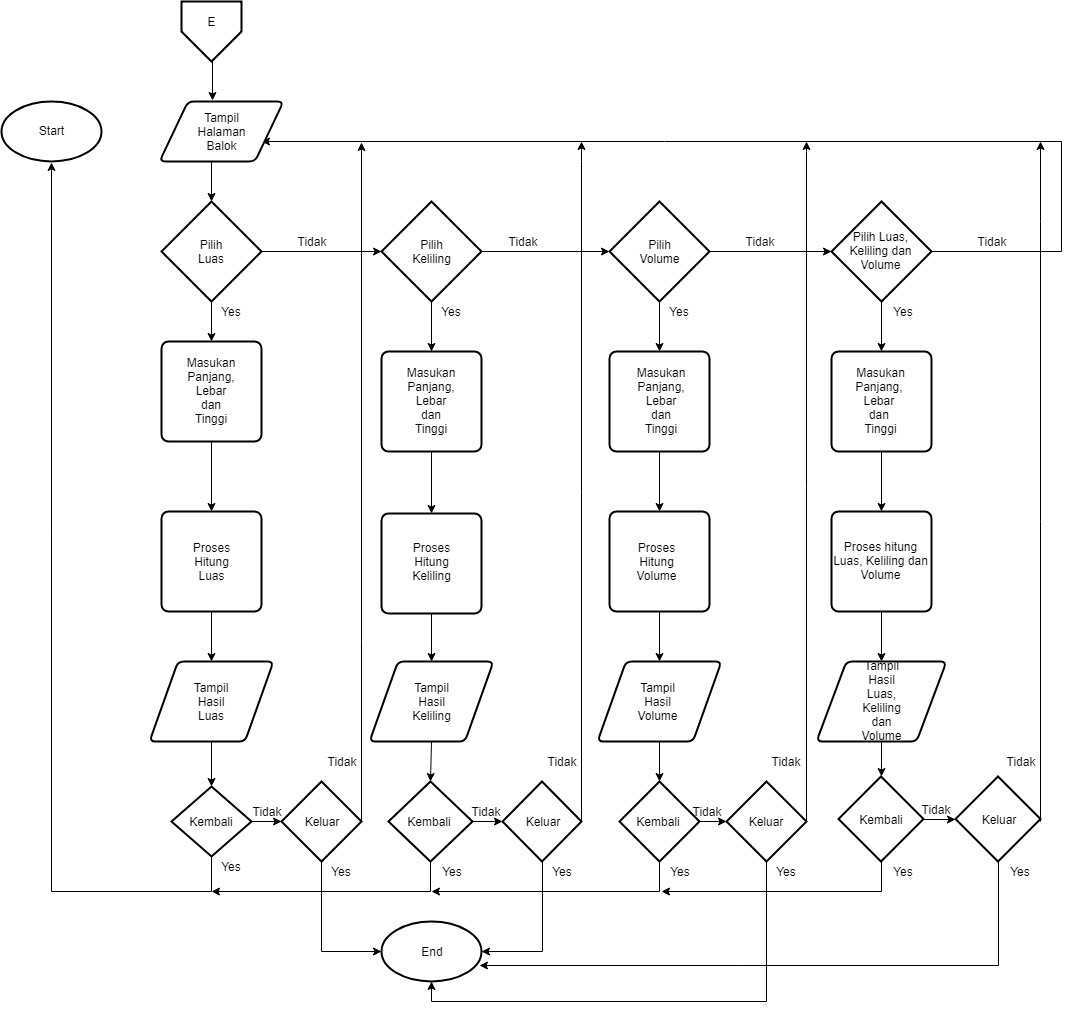 E
Tampil
Halaman
Balok
Start
Pilih
Luas
Tidak
Pilih
Keliling
Tidak
Pilih
Volume
Tidak
Pilih Luas,
Keliling dan
Volume
Tidak
Yes
Yes
Yes
Yes
Masukan
Panjang,
Lebar
dan
Tinggi
Masukan
Panjang,
Lebar
dan
Tinggi
Masukan
Panjang,
Lebar
dan
Tinggi
Masukan
Panjang,
Lebar
dan
Tinggi
Proses
Hitung
Luas
Proses
Hitung
Keliling
Proses
Hitung
Volume
Proses hitung
Luas, Keliling dan
Volume
Tampil
Hasil
Luas
Tampil
Hasil
Keliling
Tampil
Hasil
Volume
Tampil
Hasil
Luas,
Keliling
dan
Volume
Tidak
Tidak
Tidak
Tidak
Kembali
Tidak
Keluar
Kembali
Tidak
Keluar
Kembali
Tidak
Keluar
Kembali
Tidak
Keluar
Yes
Yes
Yes
Yes
Yes
Yes
Yes
Yes
End